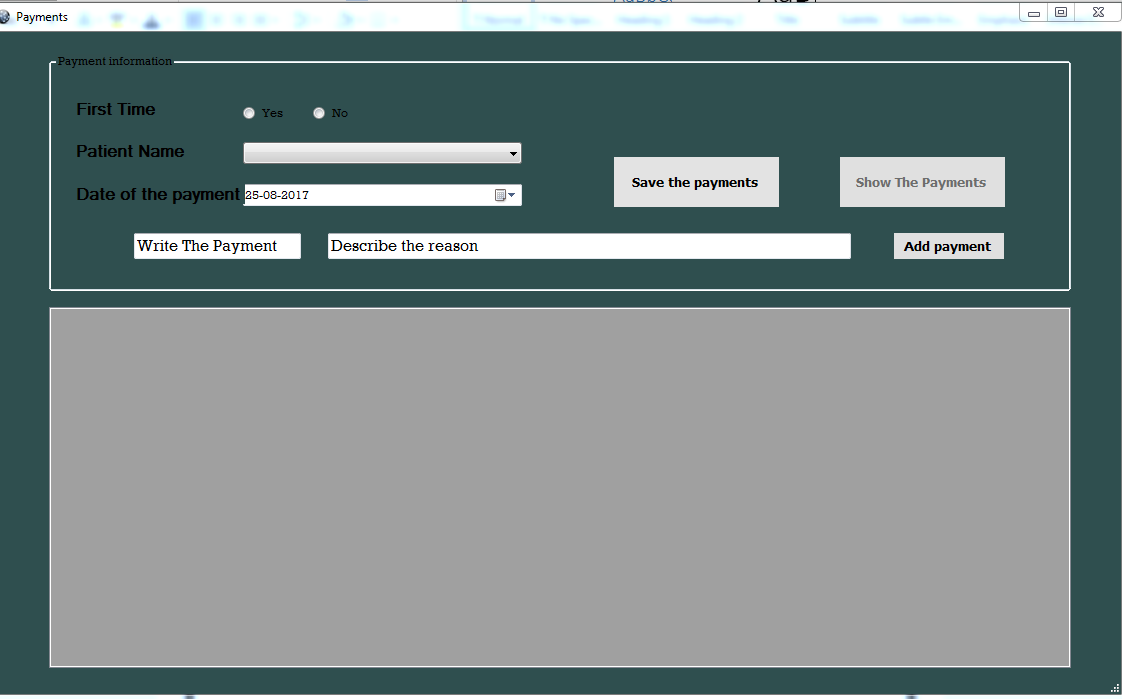 Payments
Payment information
First Time
Yes
No
Patient Name
Date of the payment
25-08-2017
Save the payments
Show The Payments
Write The Payment
Describe the reason
Add payment